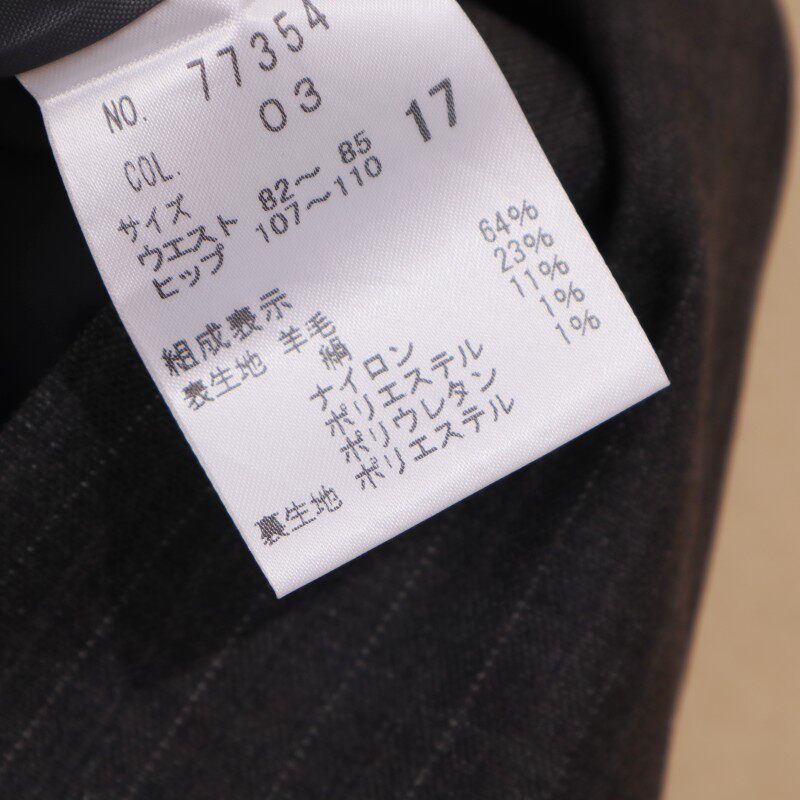 NO. 77354
COL. 03
サイズ 17
ウエスト 82〜 85
ヒップ 107〜110
組成表示
表生地 羊毛 64%
絹 23%
ナイロン 11%
ポリエステル 1%
ポリウレタン 1%
裏生地 ポリエステル